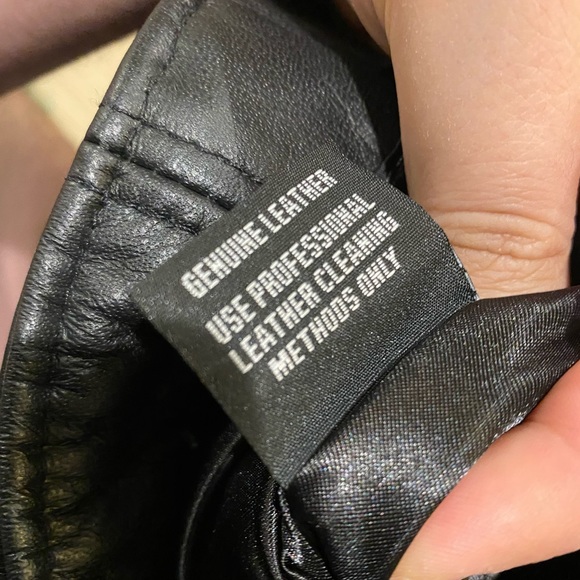 GENUINE LEATHER
USE PROFESSIONAL
LEATHER CLEANING
METHODS ONLY